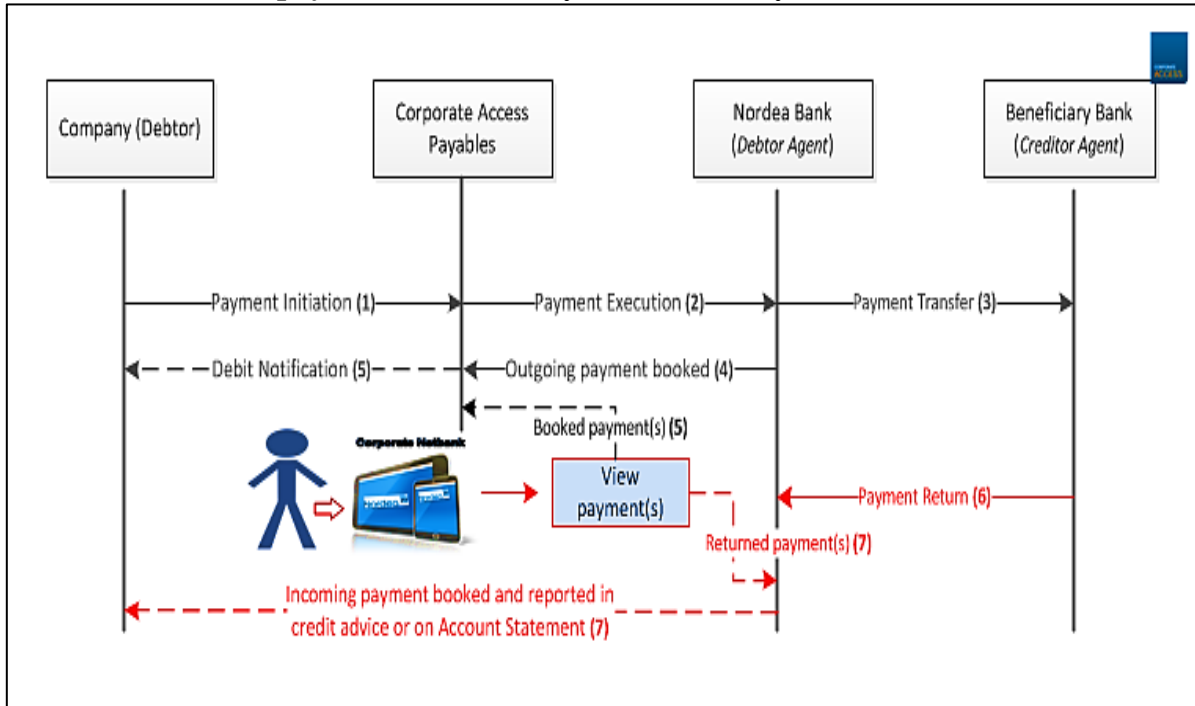 CORPORATE
ACCESS
Company (Debtor)
Corporate Access
Payables
Nordea Bank
(Debtor Agent)
Beneficiary Bank
(Creditor Agent)
Payment Initiation (1)
Payment Execution (2)
Payment Transfer (3)
Debit Notification (5)
Outgoing payment booked (4)
Booked payment(s) (5)
Corporate Netbank
View
payment(s)
Payment Return (6)
Returned payment(s) (7)
Incoming payment booked and reported in
credit advice or on Account Statement (7)